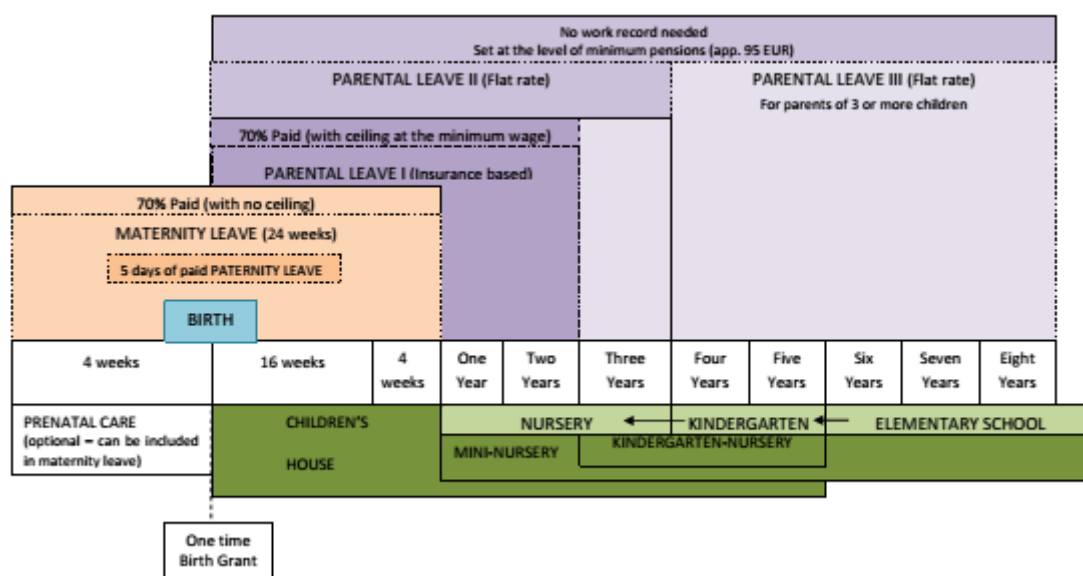 No work record needed
Set at the level of minimum pensions (app. 95 EUR)
PARENTAL LEAVE II (Flat rate)
PARENTAL LEAVE III (Flat rate)
For parents of 3 or more children
70% Paid (with ceiling at the minimum wage)
PARENTAL LEAVE I (Insurance based)
70% Paid (with no ceiling)
MATERNITY LEAVE (24 weeks)
5 days of paid PATERNITY LEAVE
BIRTH
4 weeks
16 weeks
4
weeks
One
Year
Two
Years
Three
Years
Four
Years
Five
Years
Six
Years
Seven
Years
Eight
Years
PRENATAL CARE
(optional – can be included
in maternity leave)
CHILDREN'S
HOUSE
NURSERY
KINDERGARTEN
ELEMENTARY SCHOOL
MINI-NURSERY
KINDERGARTEN-NURSERY
One time
Birth Grant